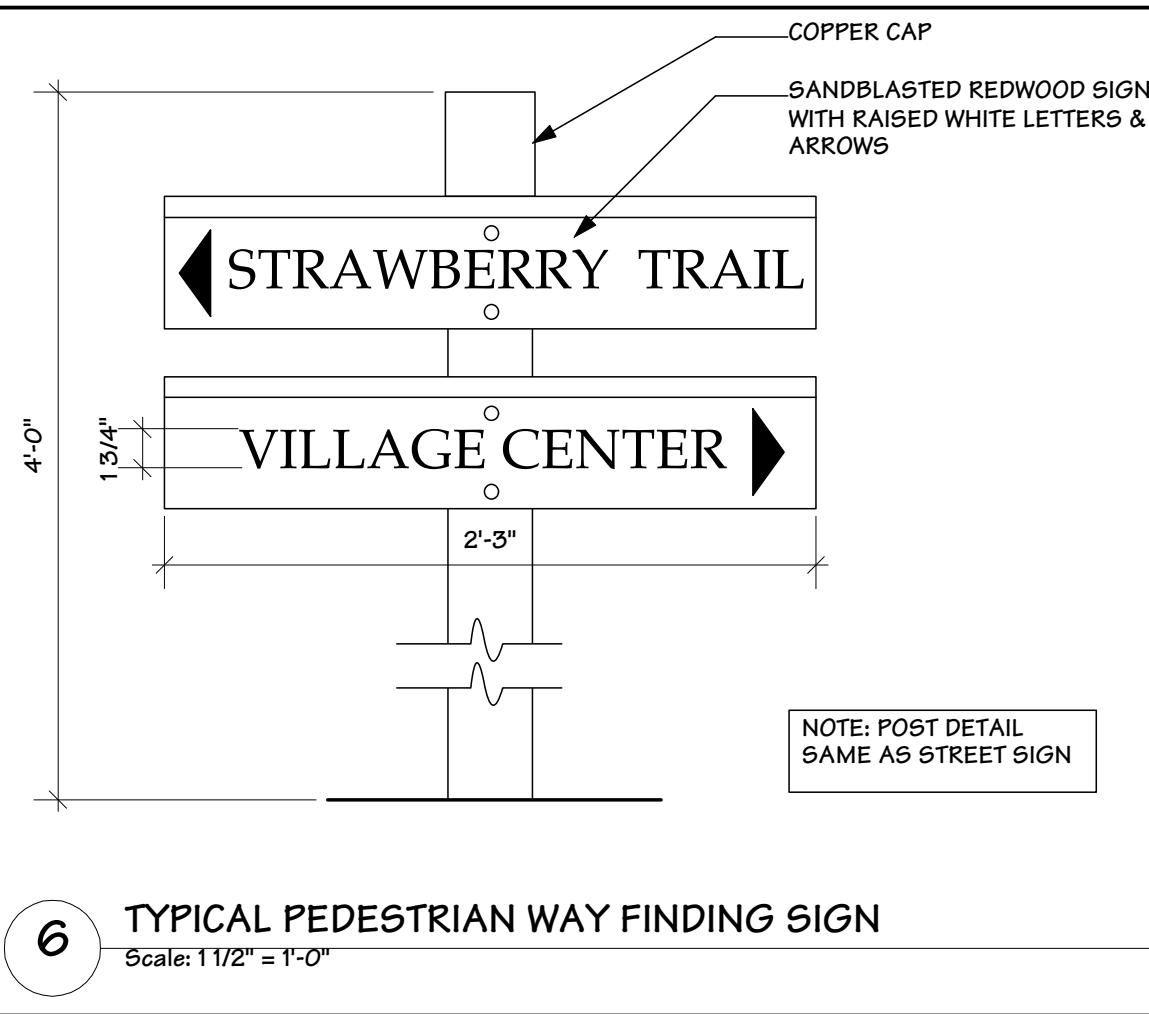 COPPER CAP
SANDBLASTED REDWOOD SIGN
WITH RAISED WHITE LETTERS &
ARROWS
STRAWBERRY TRAIL
VILLAGE CENTER
4'-0"
1 3/4"
2'-3"
NOTE: POST DETAIL
SAME AS STREET SIGN
6
TYPICAL PEDESTRIAN WAY FINDING SIGN
Scale: 1 1/2" = 1'-0"